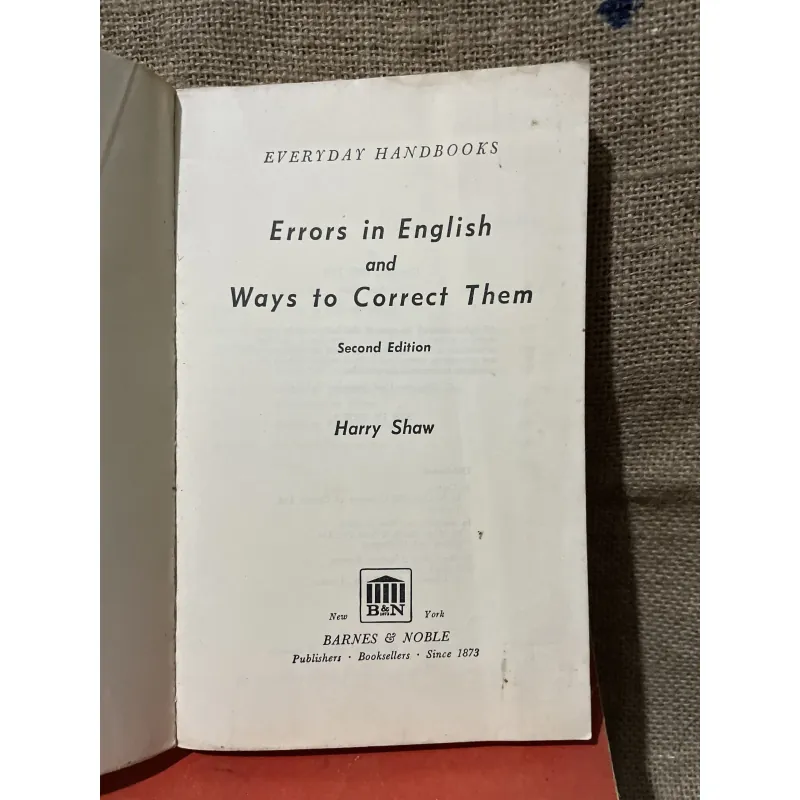 EVERYDAY HANDBOOKS
Errors in English
and
Ways to Correct Them
Second Edition
Harry Shaw
B&N
New York
BARNES & NOBLE
Publishers · Booksellers · Since 1873